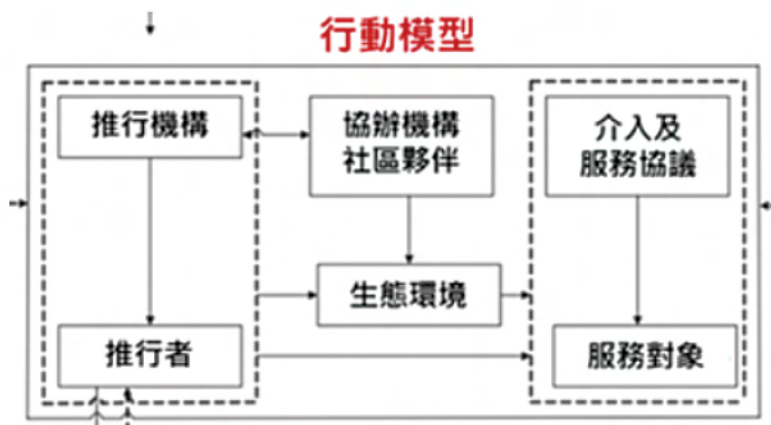 行動模型
推行機構
協辦機構
社區夥伴
介入及
服務協議
生態環境
推行者
服務對象